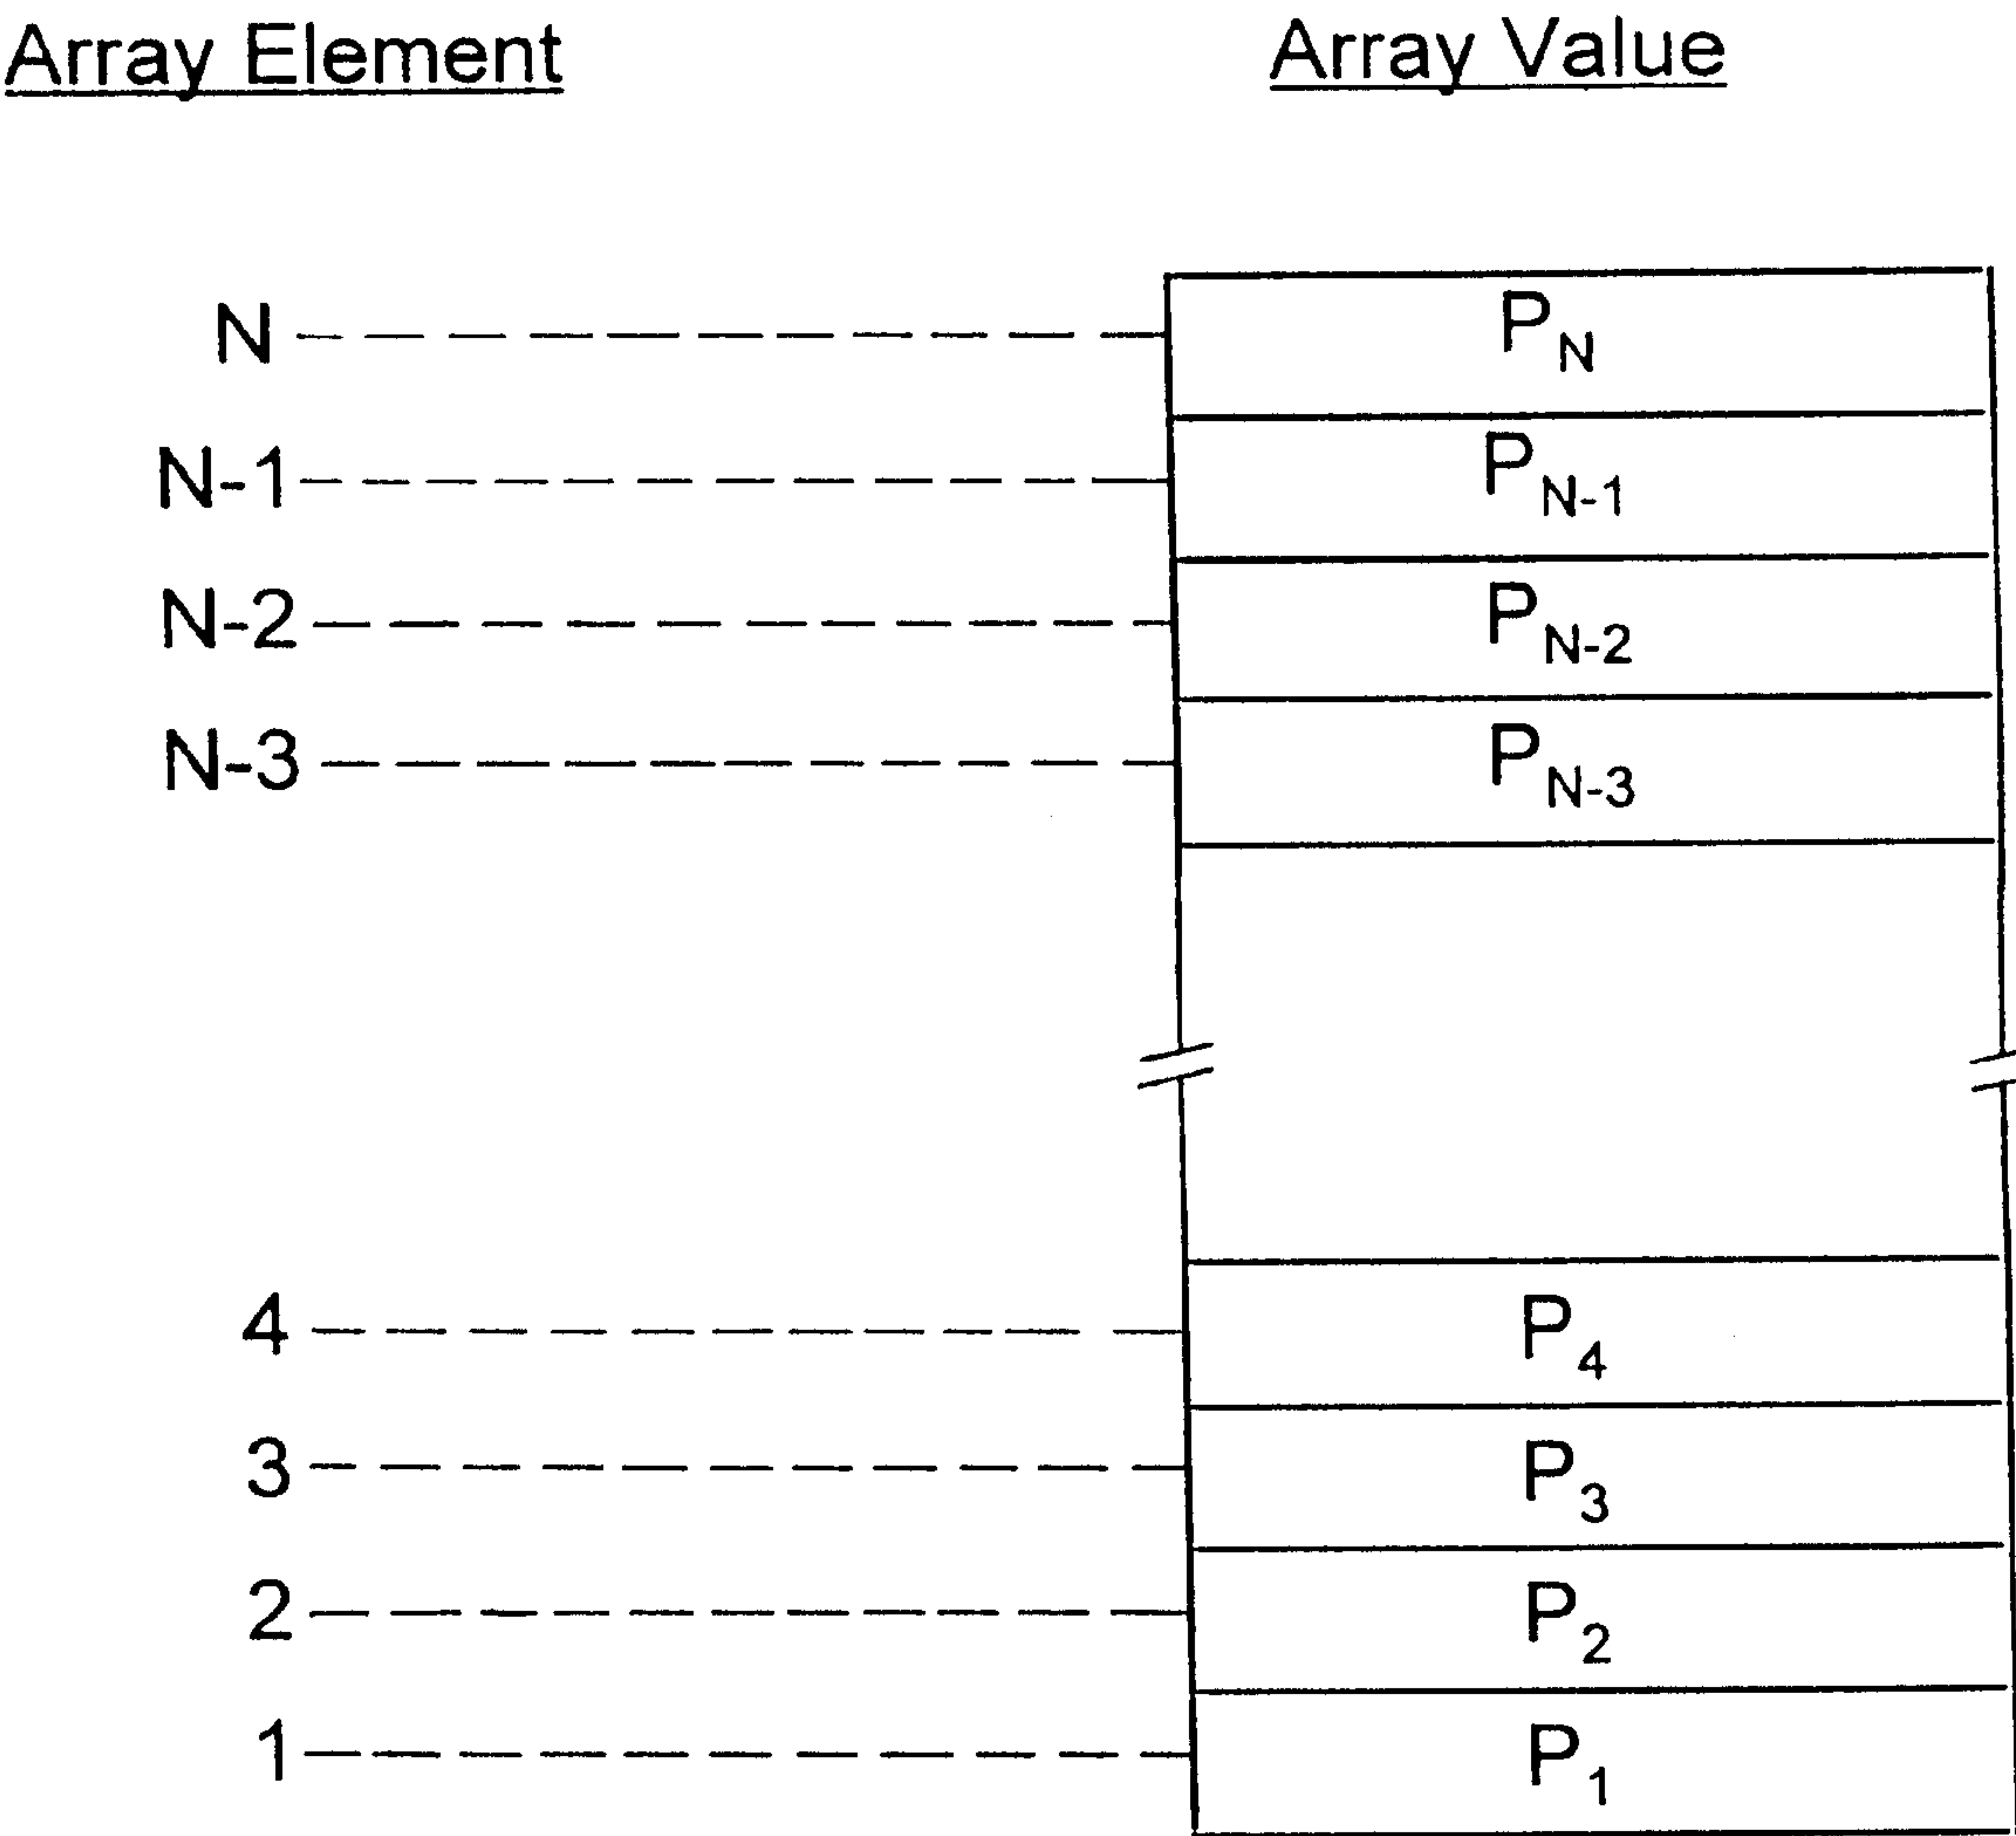 Array Element Array Value
N P_N
N-1 P_N-1
N-2 P_N-2
N-3 P_N-3
4 P_4
3 P_3
2 P_2
1 P_1